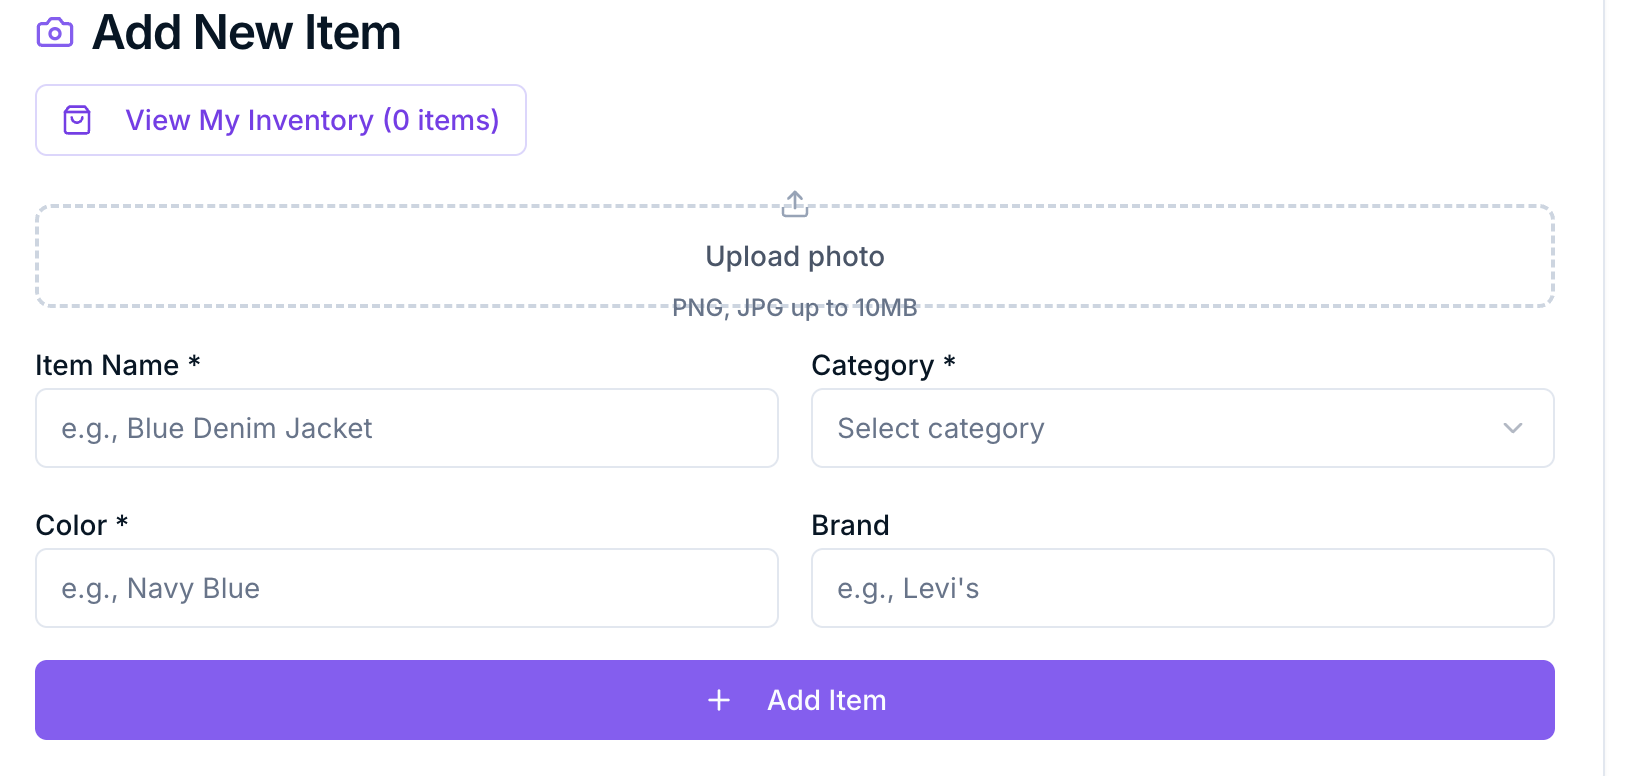 Add New Item
View My Inventory (0 items)
Upload photo
PNG, JPG up to 10MB
Item Name *
Category *
e.g., Blue Denim Jacket
Select category
Color *
Brand
e.g., Navy Blue
e.g., Levi's
Add Item